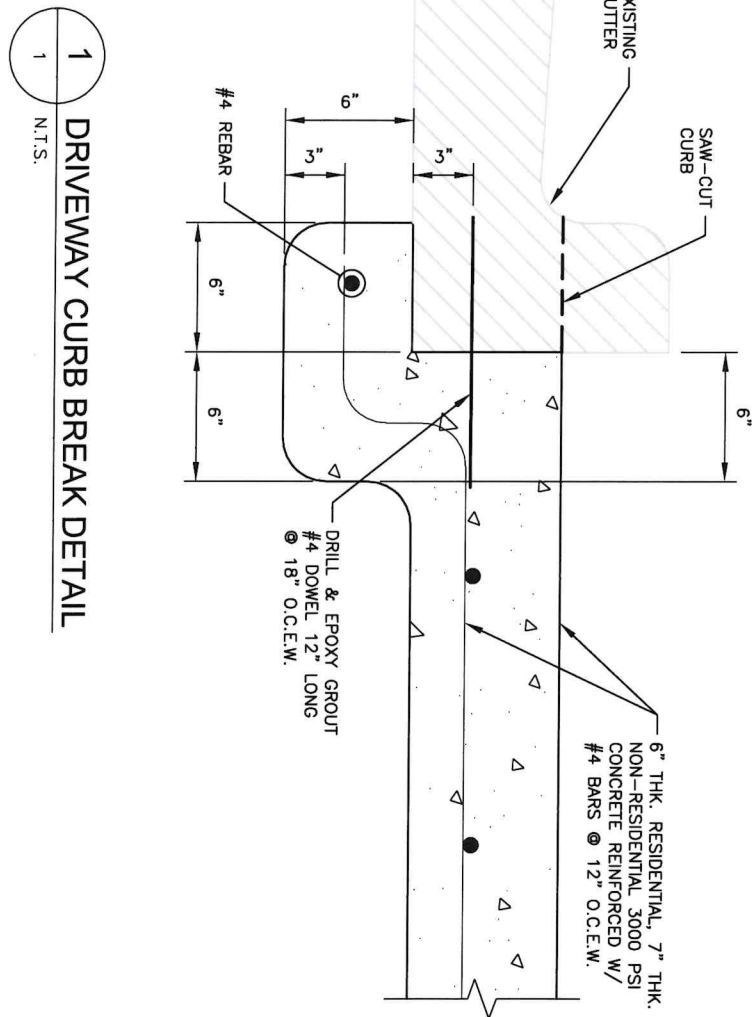 SAW-CUT
CURB
XISTING
UTTER
6"
6" THK. RESIDENTIAL, 7" THK.
NON-RESIDENTIAL 3000 PSI
CONCRETE REINFORCED W/
#4 BARS @ 12" O.C.E.W.
3"
6"
3"
#4 REBAR
6"
6"
DRILL & EPOXY GROUT
#4 DOWEL 12" LONG
@ 18" O.C.E.W.
1
1
DRIVEWAY CURB BREAK DETAIL
N.T.S.